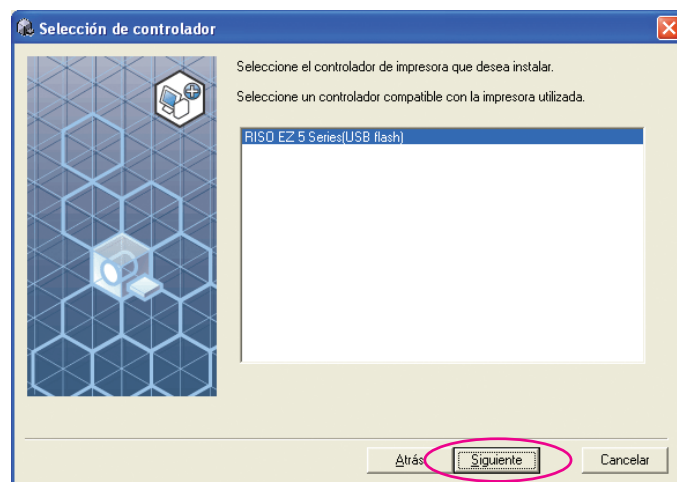 Selección de controlador
Seleccione el controlador de impresora que desea instalar.
Seleccione un controlador compatible con la impresora utilizada.
RISO EZ 5 Series(USB flash)
Atrás
Siguiente
Cancelar